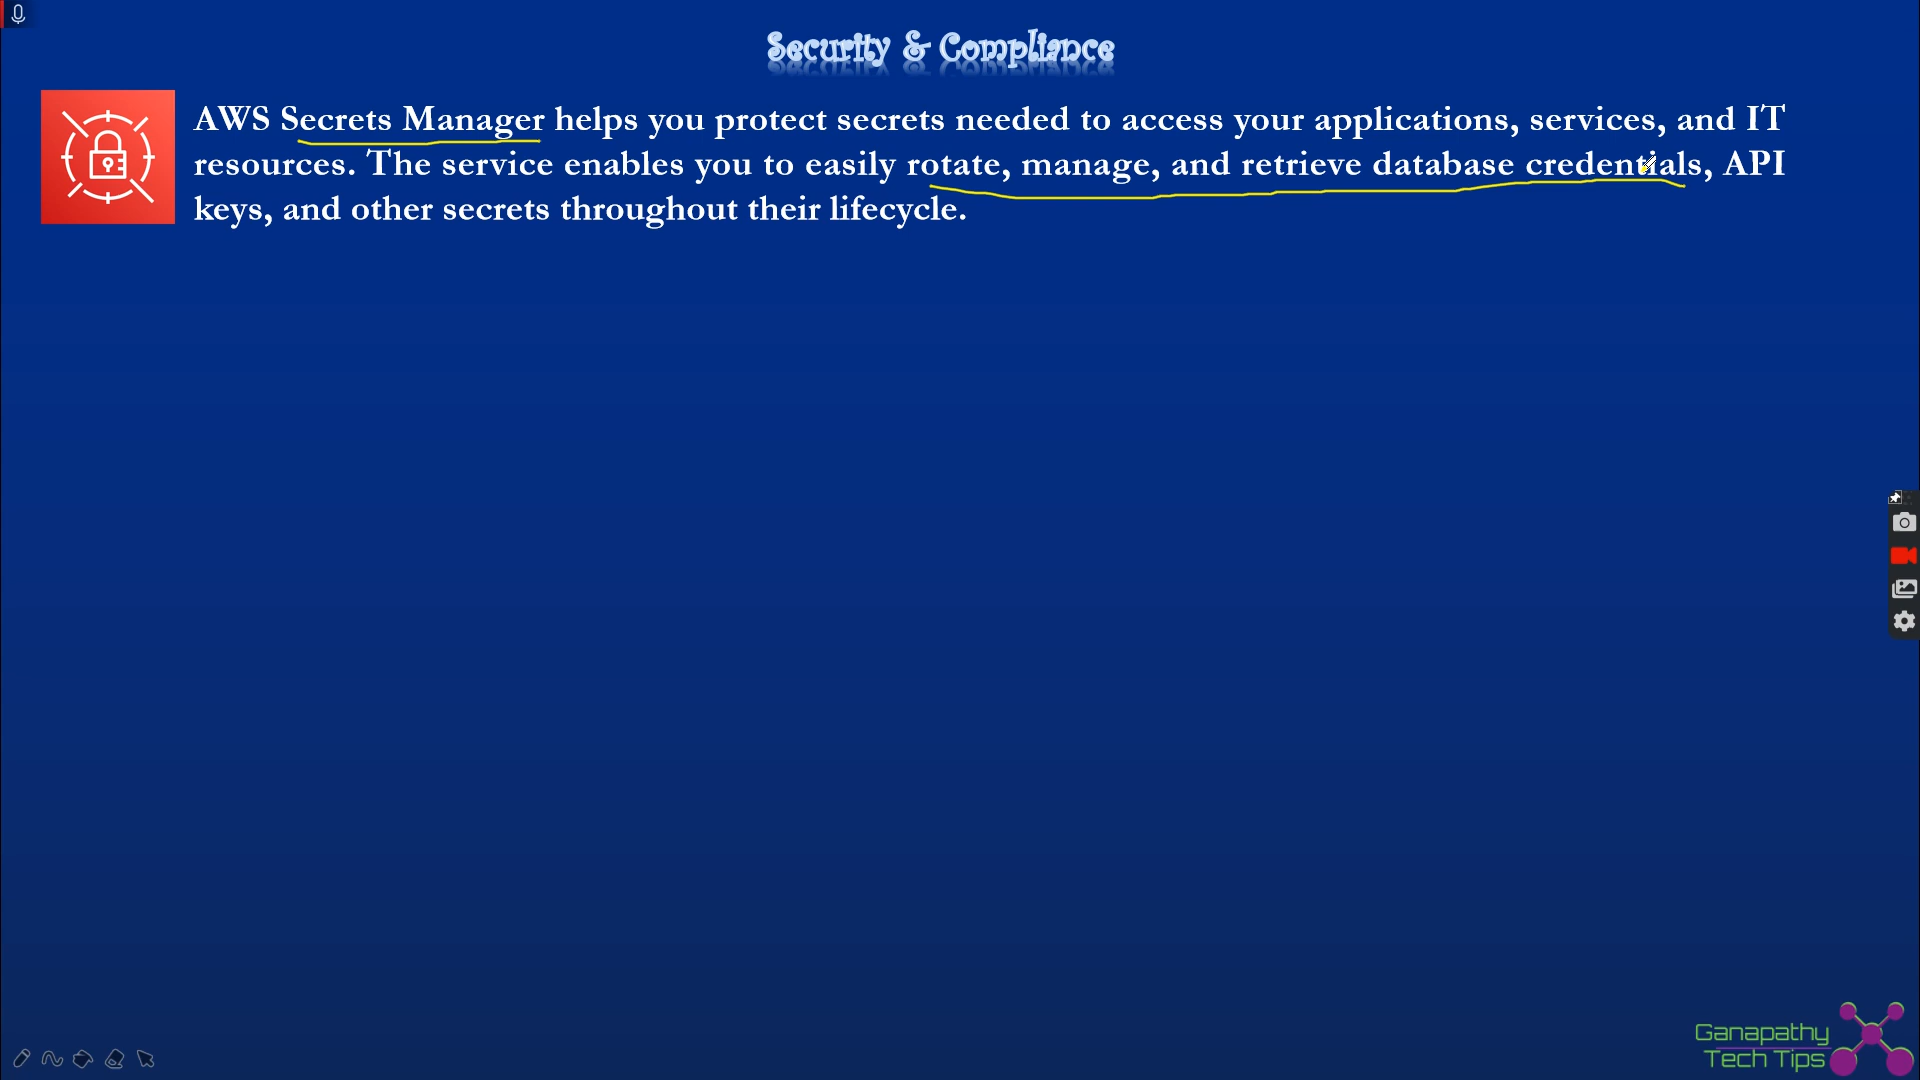 Security & Compliance
AWS Secrets Manager helps you protect secrets needed to access your applications, services, and IT
resources. The service enables you to easily rotate, manage, and retrieve database credentials, API
keys, and other secrets throughout their lifecycle.
Ganapathy
Tech Tips